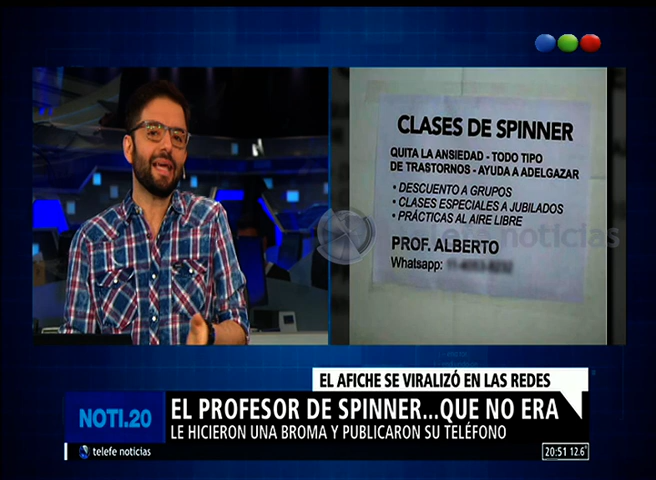 CLASES DE SPINNER
QUITA LA ANSIEDAD - TODO TIPO
DE TRASTORNOS - AYUDA A ADELGAZAR
• DESCUENTO A GRUPOS
• CLASES ESPECIALES A JUBILADOS
• PRÁCTICAS AL AIRE LIBRE
PROF. ALBERTO
Whatsapp:
telefe noticias
EL AFICHE SE VIRALIZÓ EN LAS REDES
NOTI.20
EL PROFESOR DE SPINNER...QUE NO ERA
LE HICIERON UNA BROMA Y PUBLICARON SU TELÉFONO
telefe noticias
20:51 12.6°